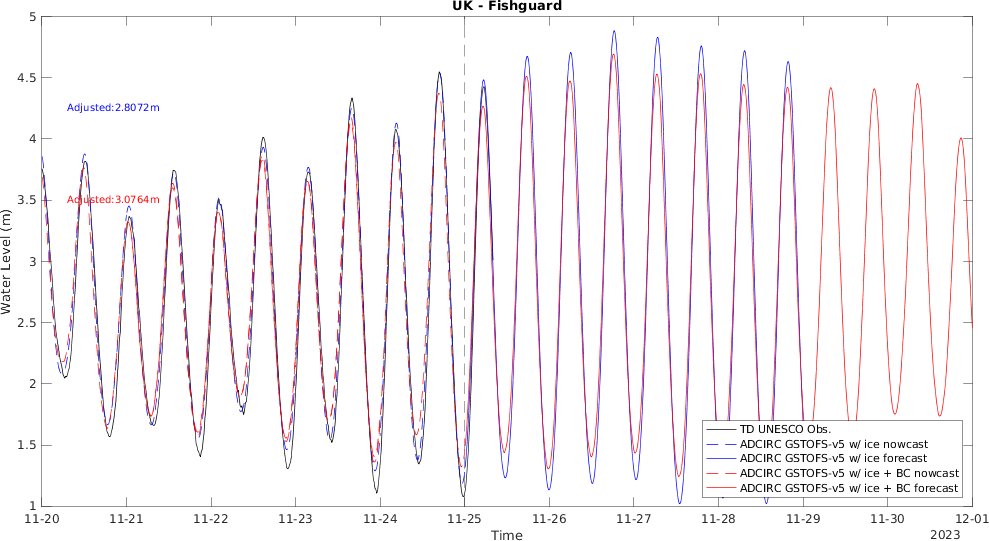 UK - Fishguard
5
4.5
4
3.5
3
2.5
2
1.5
1
Water Level (m)
Adjusted:2.8072m
Adjusted:3.0764m
TD UNESCO Obs.
ADCIRC GSTOFS-v5 w/ ice nowcast
ADCIRC GSTOFS-v5 w/ ice forecast
ADCIRC GSTOFS-v5 w/ ice + BC nowcast
ADCIRC GSTOFS-v5 w/ ice + BC forecast
11-20 11-21 11-22 11-23 11-24 11-25 11-26 11-27 11-28 11-29 11-30 12-01
Time
2023